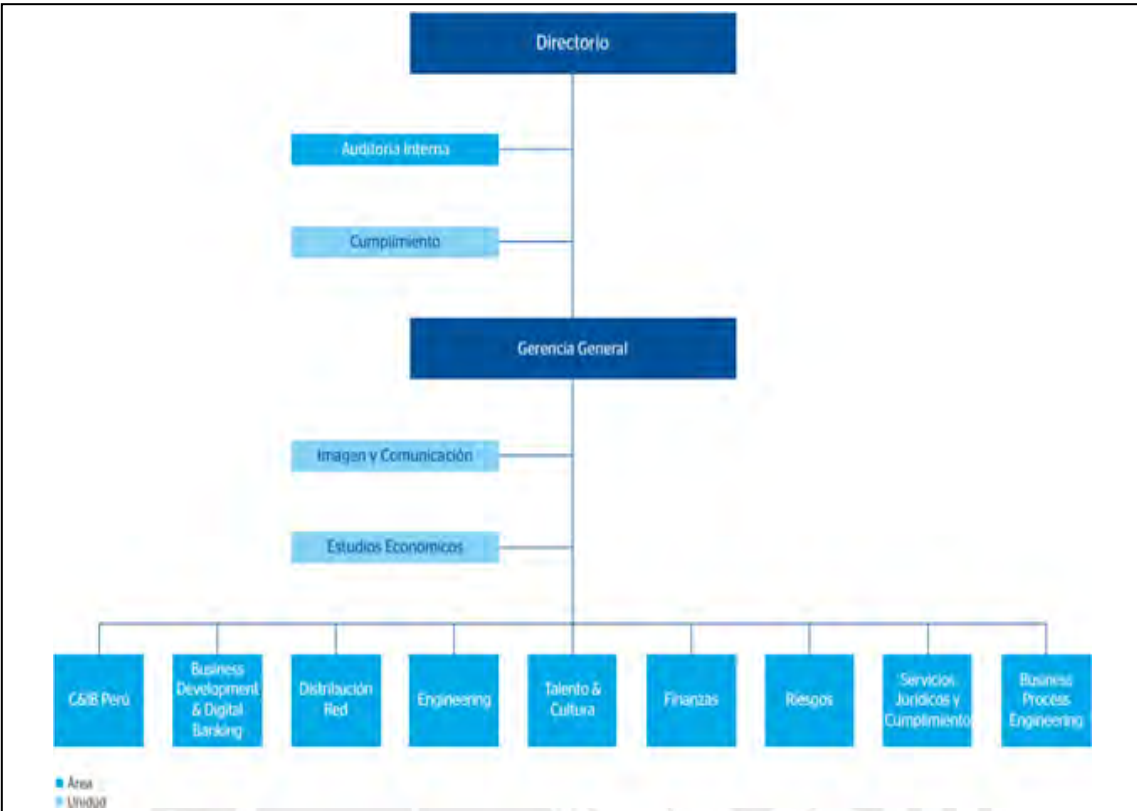 Directorio
Auditoria Interna
Cumplimiento
Gerencia General
Imagen y Comunicación
Estudios Económicos
C&IB Perú
Business
Development
& Digital
Banking
Distribución
Red
Engineering
Talento &
Cultura
Finanzas
Riesgos
Servicios
Jurídicos y
Cumplimiento
Business
Process
Engineering
Área
Unidad